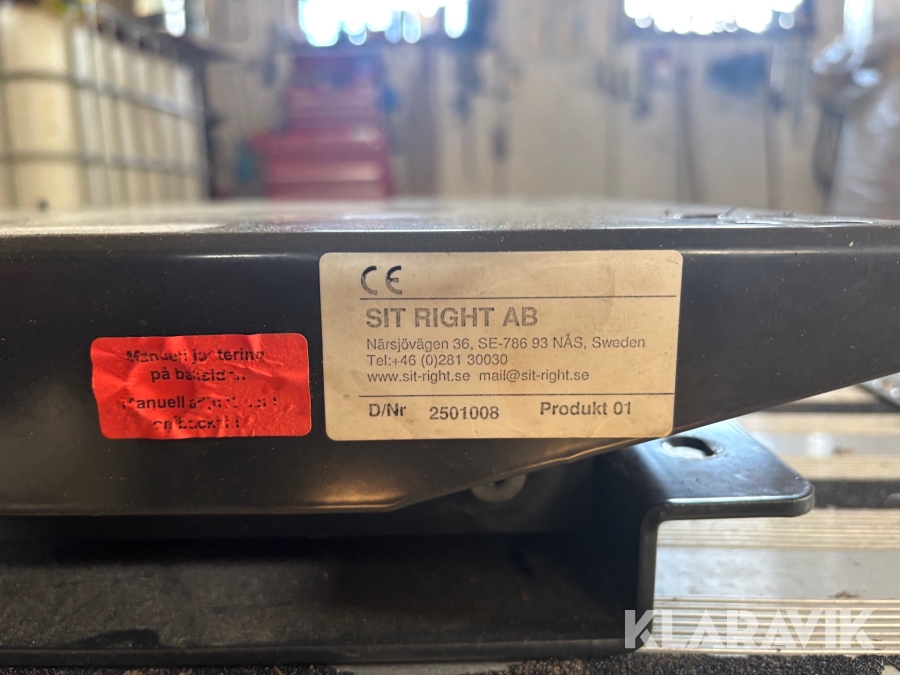 CE
SIT RIGHT AB
Närsjövägen 36, SE-786 93 NÅS, Sweden
Tel:+46 (0)281 30030
www.sit-right.se mail@sit-right.se
D/Nr 2501008 Produkt 01
Manuell justering
på baksidan
Manuell
KLARAVIK